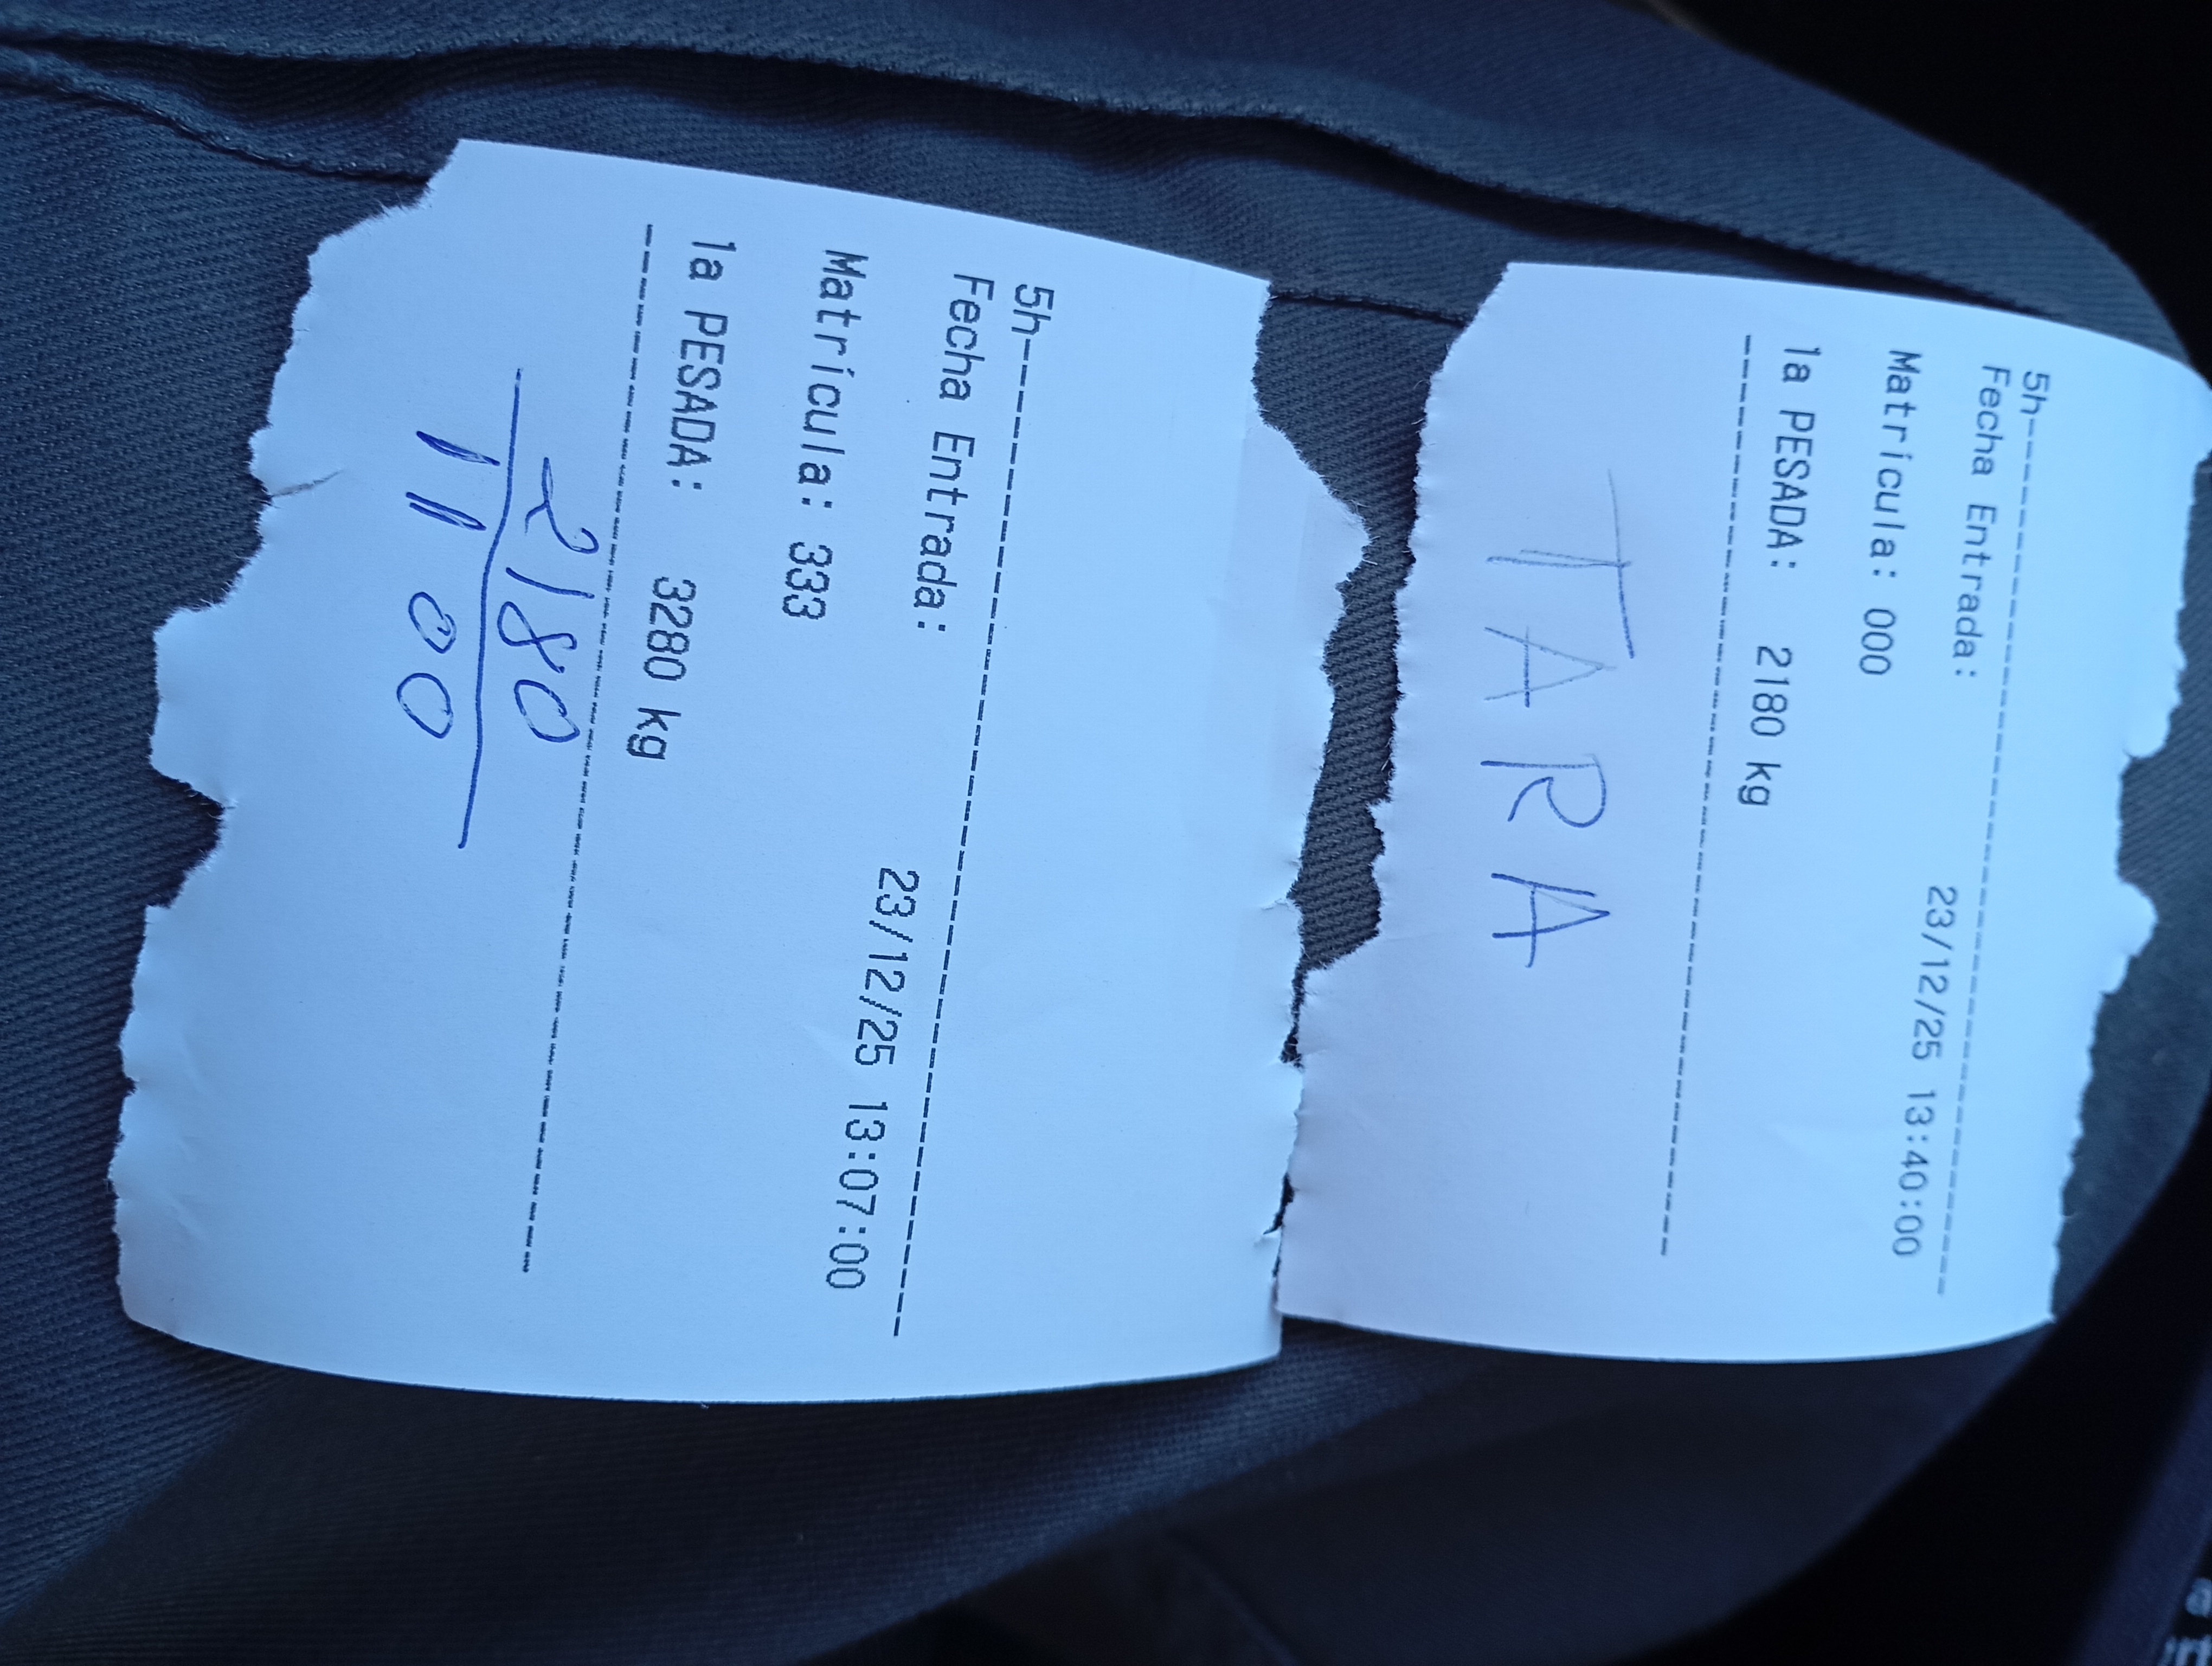 5h------------------------------------
Fecha Entrada:
23/12/25 13:40:00
Matrícula: 000
1a PESADA: 2180 kg
------------------------------------
TARA
5h------------------------------------
Fecha Entrada:
23/12/25 13:07:00
Matrícula: 333
1a PESADA: 3280 kg
------------------------------------
2180
1100